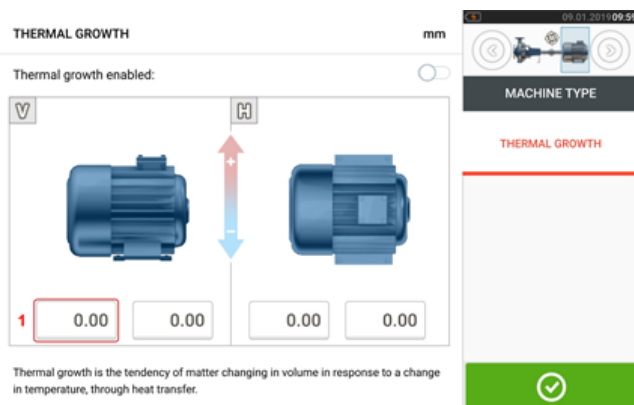 THERMAL GROWTH mm
Thermal growth enabled:
V H
+
-
1 0.00 0.00 0.00 0.00
Thermal growth is the tendency of matter changing in volume in response to a change
in temperature, through heat transfer.
09.01.2019 09:59
MACHINE TYPE
THERMAL GROWTH